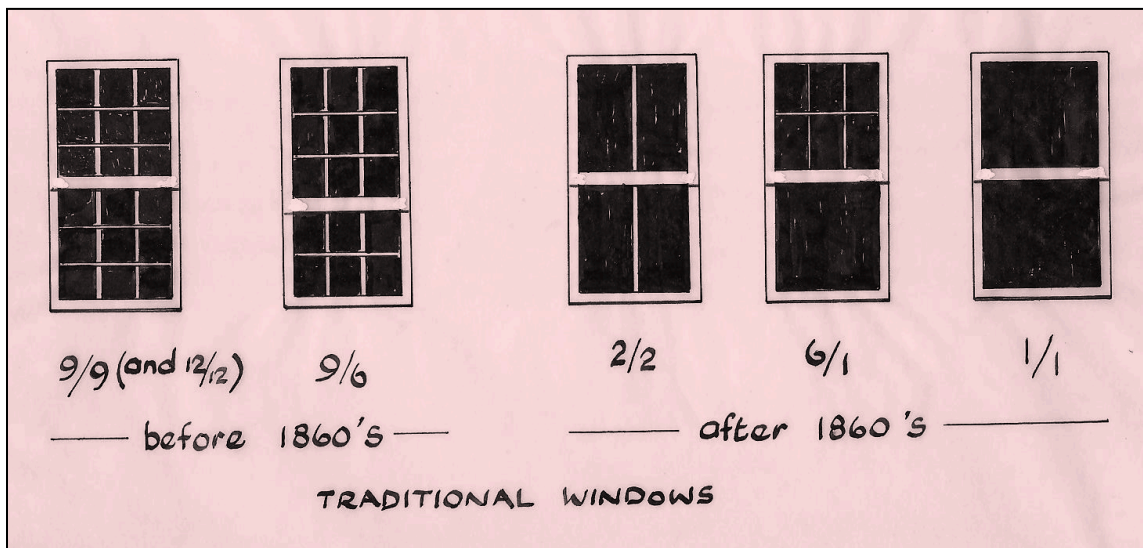 9/9 (and 12/12) 9/6 2/2 6/1 1/1
before 1860's after 1860's
TRADITIONAL WINDOWS